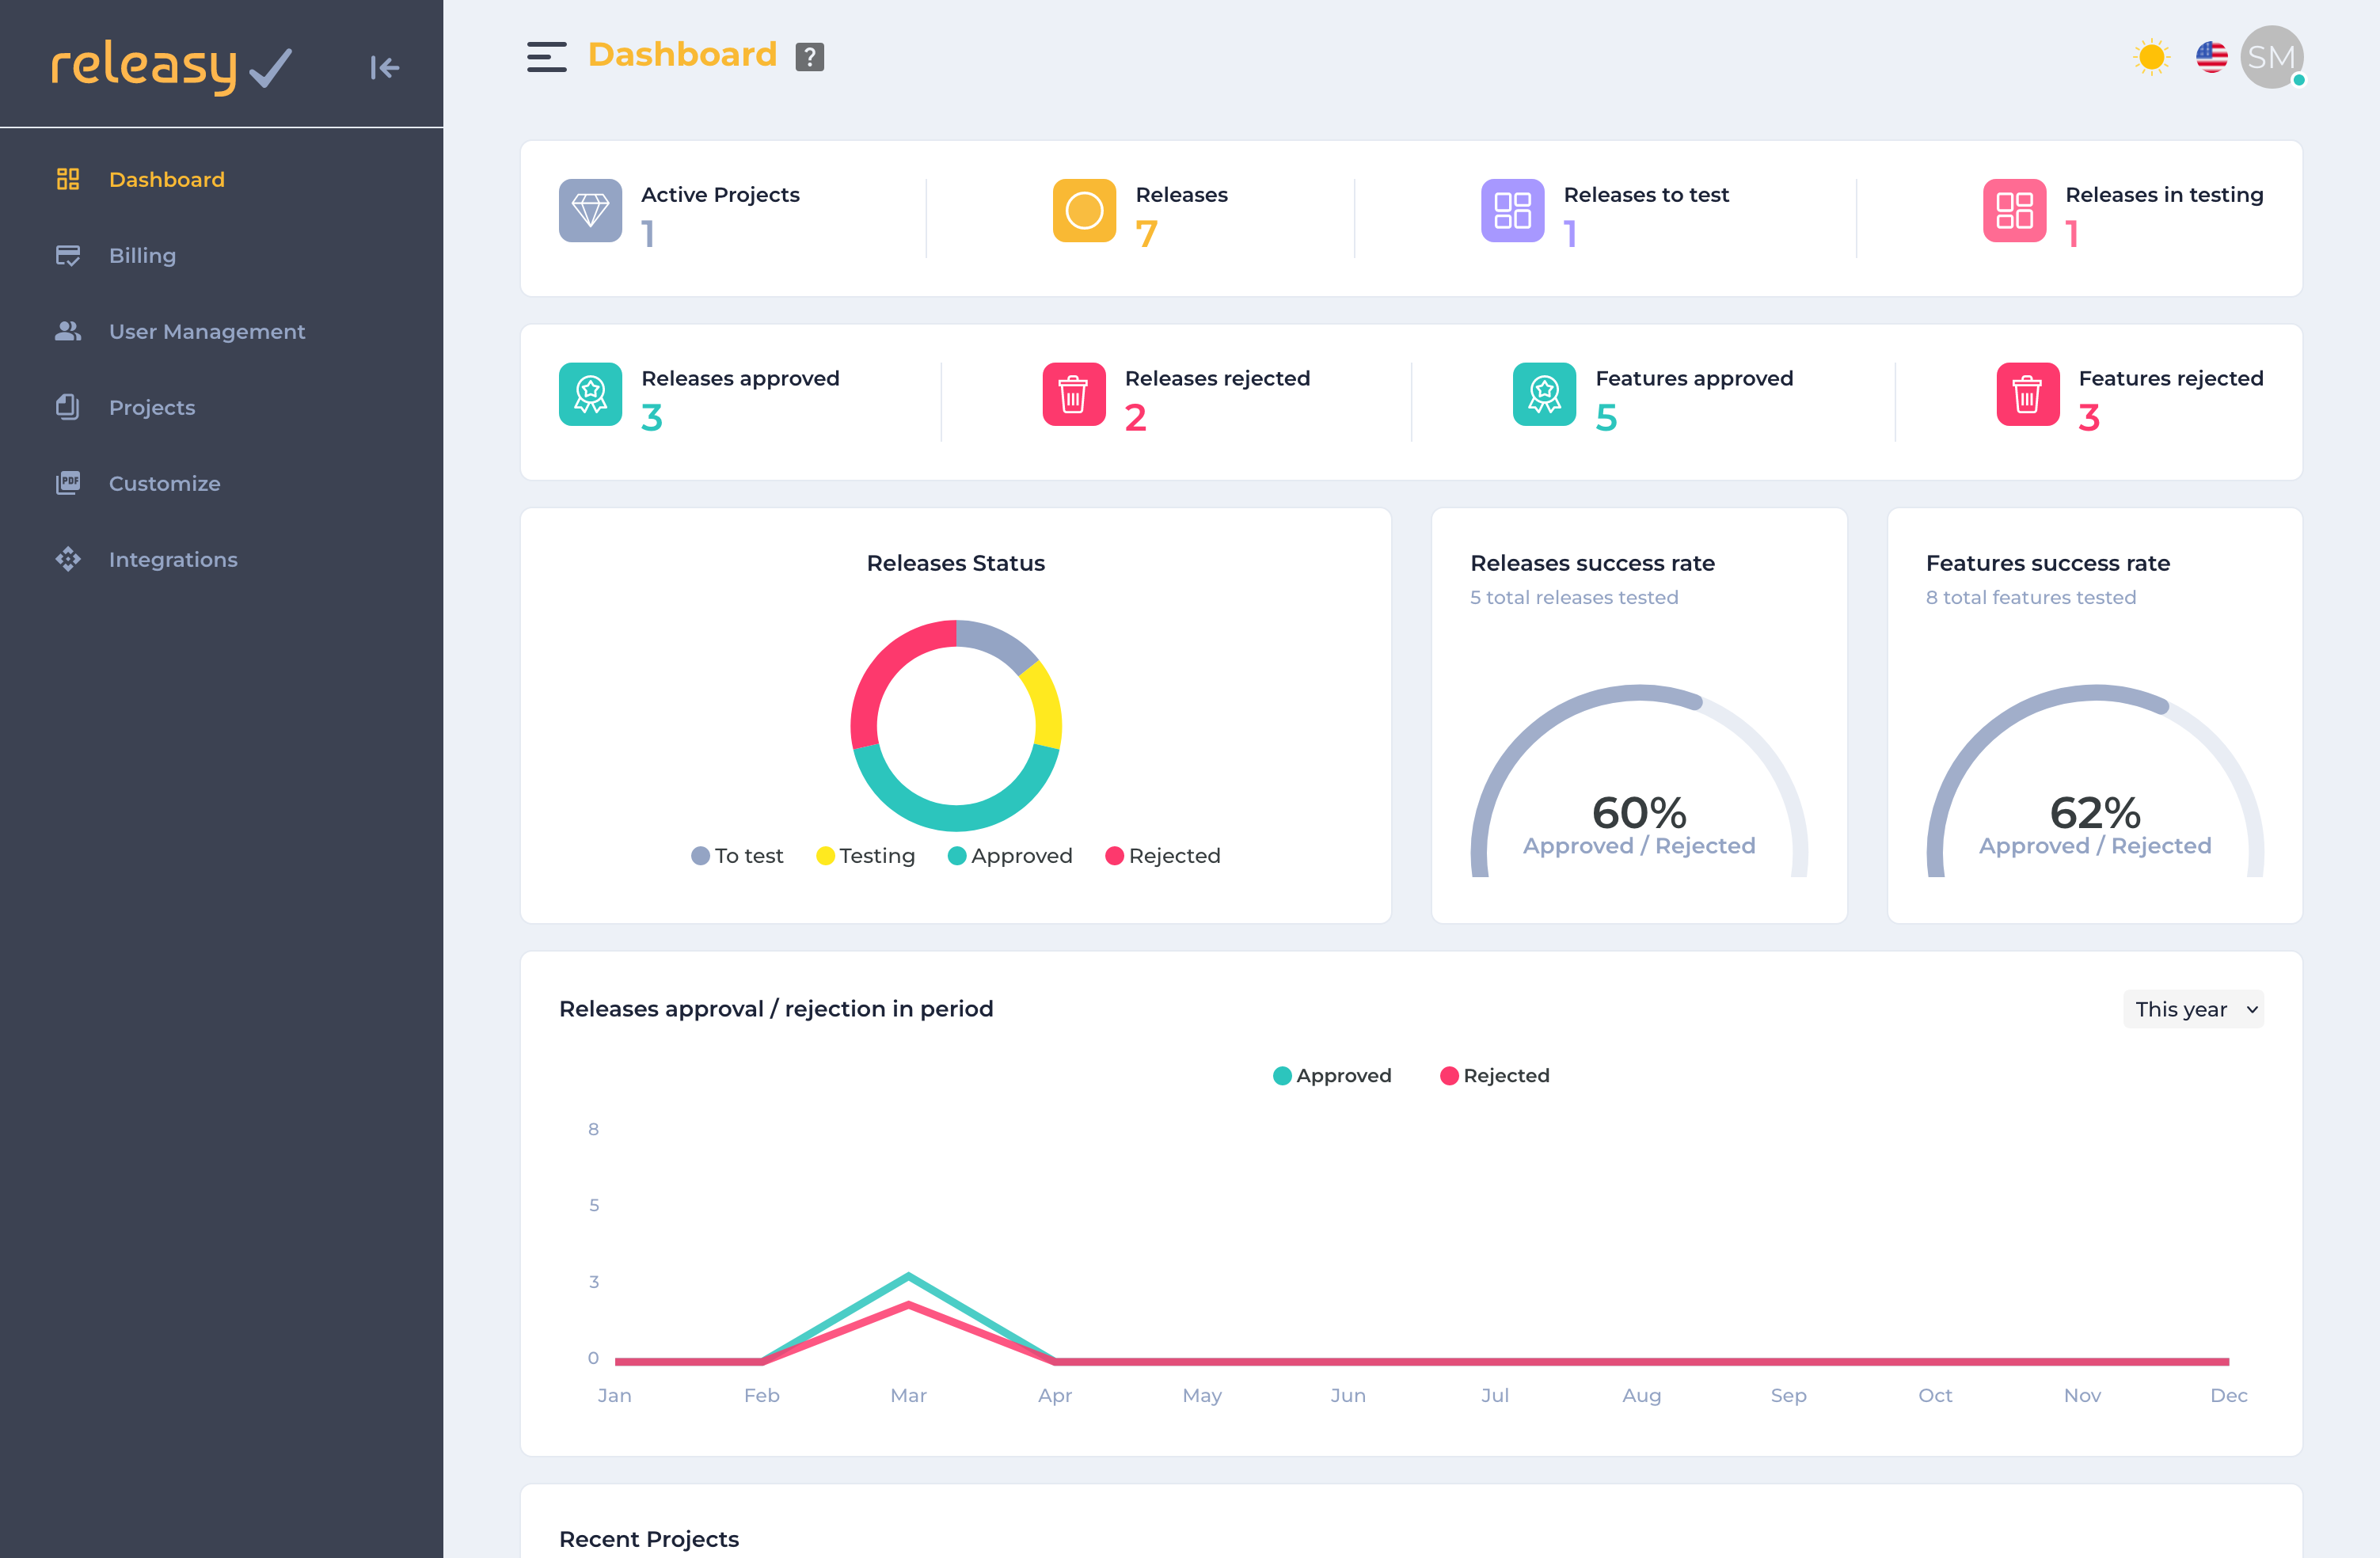 releasy
Dashboard
Billing
User Management
Projects
PDF
Customize
Integrations
Dashboard ?
SM
Active Projects
1
Releases
7
Releases to test
1
Releases in testing
1
Releases approved
3
Releases rejected
2
Features approved
5
Features rejected
3
Releases Status
To test Testing Approved Rejected
Releases success rate
5 total releases tested
60%
Approved / Rejected
Features success rate
8 total features tested
62%
Approved / Rejected
Releases approval / rejection in period
This year
Approved Rejected
8
5
3
0
Jan Feb Mar Apr May Jun Jul Aug Sep Oct Nov Dec
Recent Projects